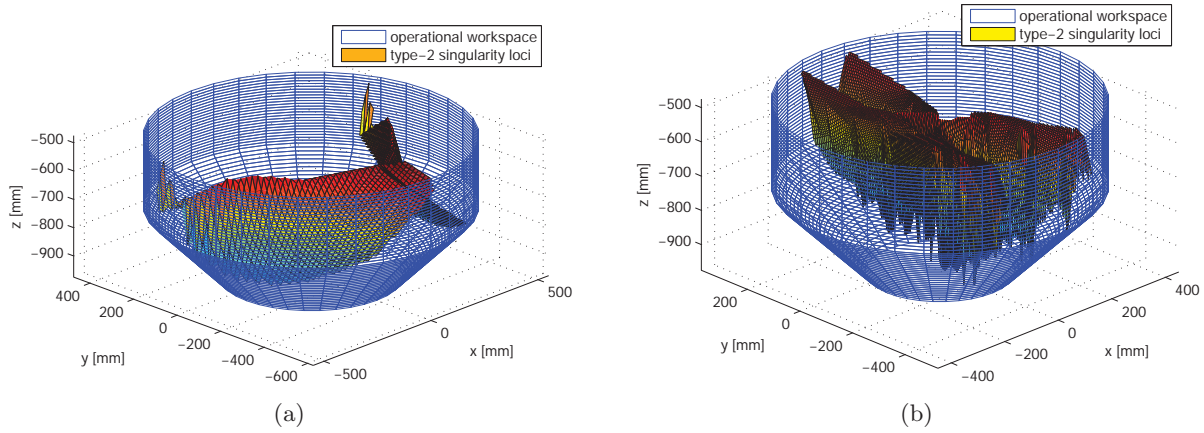 operational workspace
type−2 singularity loci
−500
−600
−700
−800
−900
z [mm]
400
200
0
−200
−400
−600
y [mm]
−500
0
500
x [mm]
(a)
operational workspace
type−2 singularity loci
−500
−600
−700
−800
−900
z [mm]
200
0
−200
−400
y [mm]
−400
−200
0
200
400
x [mm]
(b)